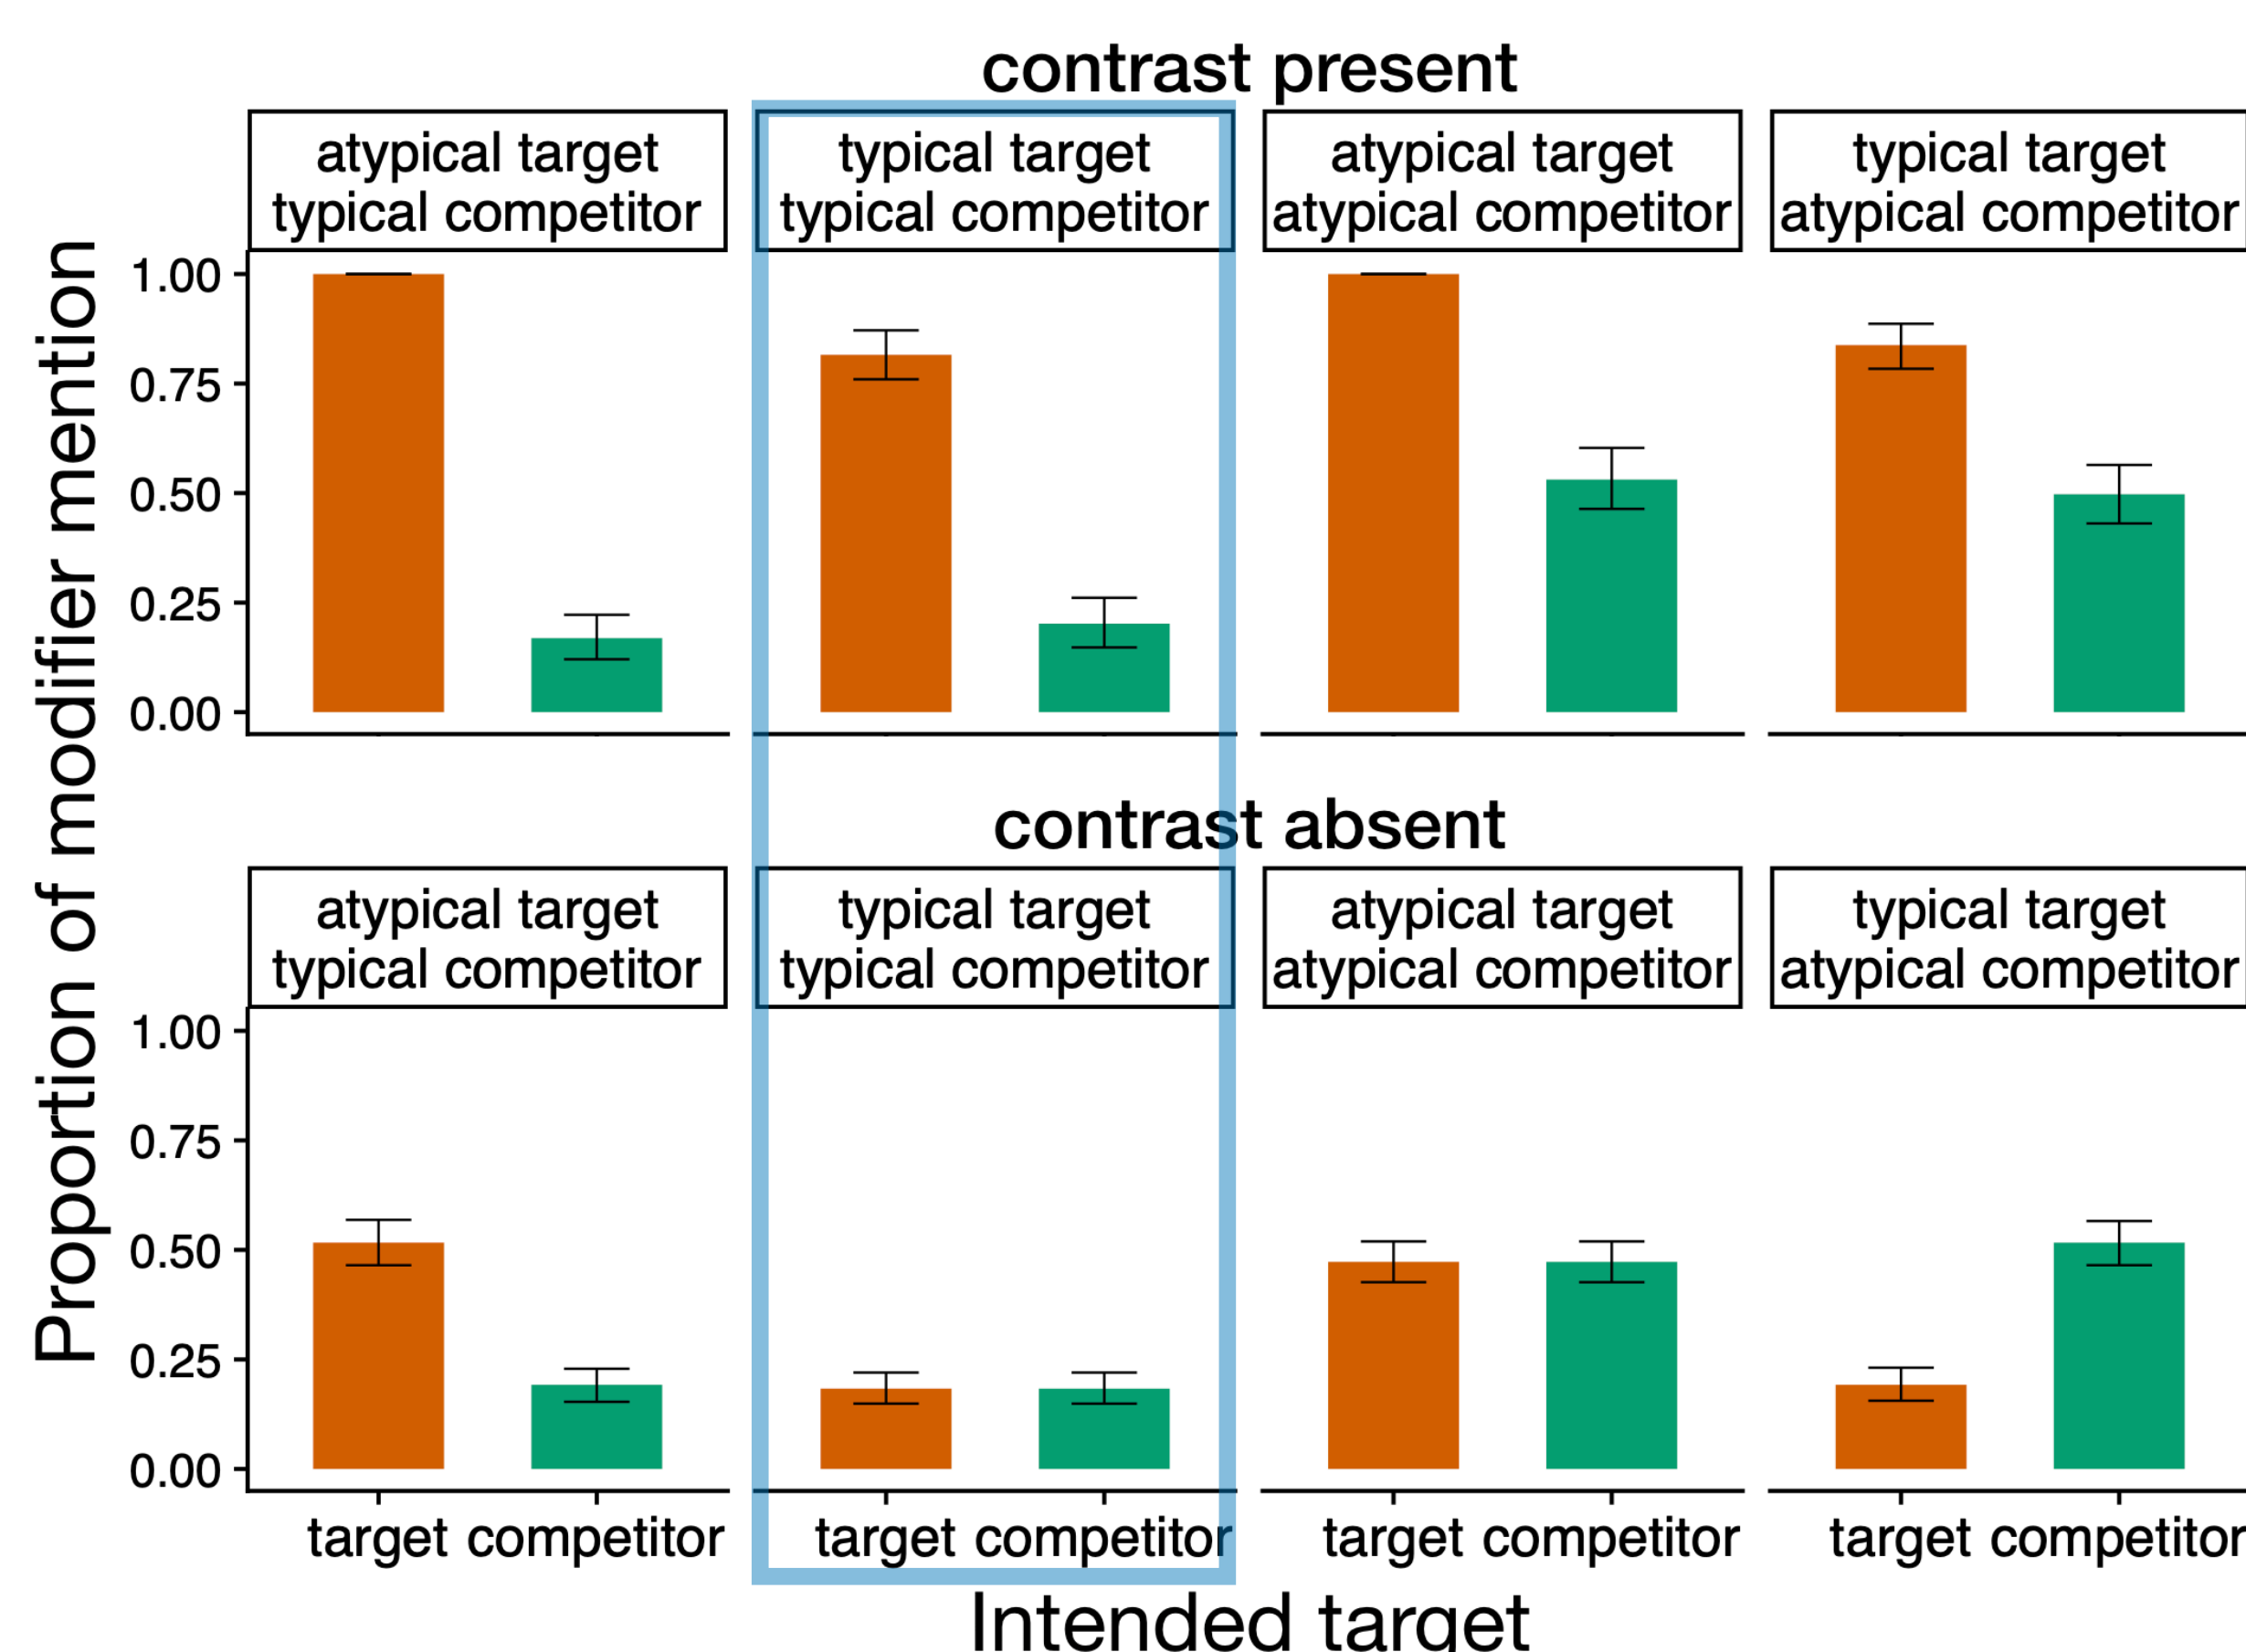 contrast present
atypical target
typical competitor
typical target
typical competitor
atypical target
atypical competitor
typical target
atypical competitor
Proportion of modifier mention
1.00
0.75
0.50
0.25
0.00
contrast absent
atypical target
typical competitor
typical target
typical competitor
atypical target
atypical competitor
typical target
atypical competitor
1.00
0.75
0.50
0.25
0.00
target competitor
target competitor
target competitor
target competitor
Intended target